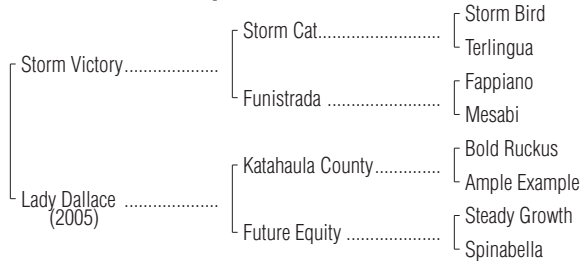 Storm Bird
Storm Cat....................
Terlingua
Storm Victory...................
Fappiano
Funistrada ...................
Mesabi
Bold Ruckus
Katahaula County...........
Ample Example
Lady Dallace ...................
(2005)
Steady Growth
Future Equity ................
Spinabella